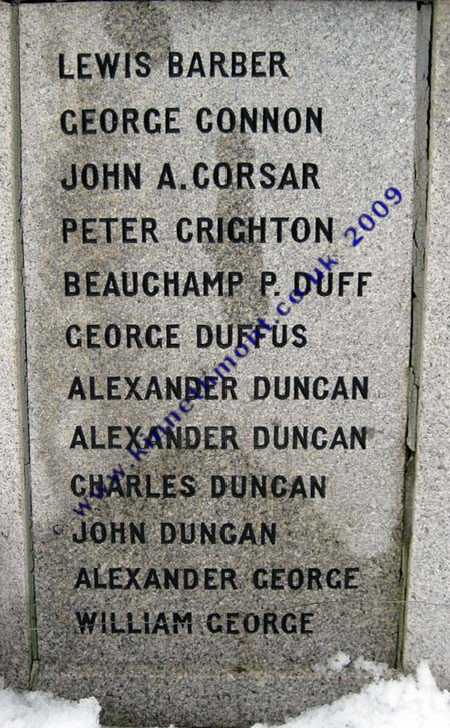 LEWIS BARBER
GEORGE CONNON
JOHN A. CORSAR
PETER CRIGHTON
BEAUCHAMP P. DUFF
GEORGE DUFFUS
ALEXANDER DUNCAN
ALEXANDER DUNCAN
CHARLES DUNCAN
JOHN DUNCAN
ALEXANDER GEORGE
WILLIAM GEORGE
© www.kinnethmont.co.uk 2009